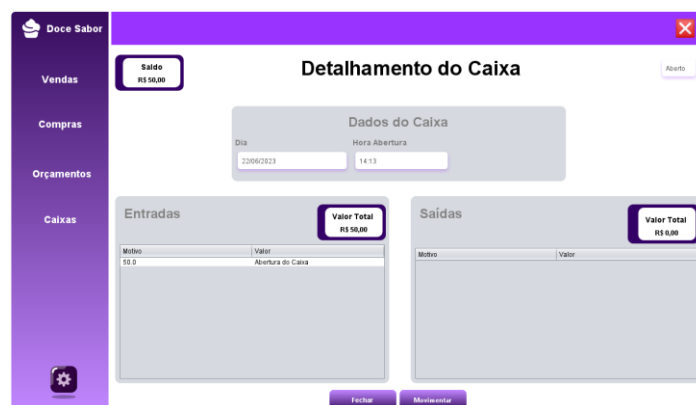 Doce Sabor
Vendas
Compras
Orçamentos
Caixas
Saldo
R$ 50,00
Detalhamento do Caixa
Aberto
Dados do Caixa
Dia
Hora Abertura
22/06/2023
14:13
Entradas
Valor Total
R$ 50,00
Motivo
Valor
50.0
Abertura do Caixa
Saídas
Valor Total
R$ 0,00
Motivo
Valor
Fechar
Movimentar